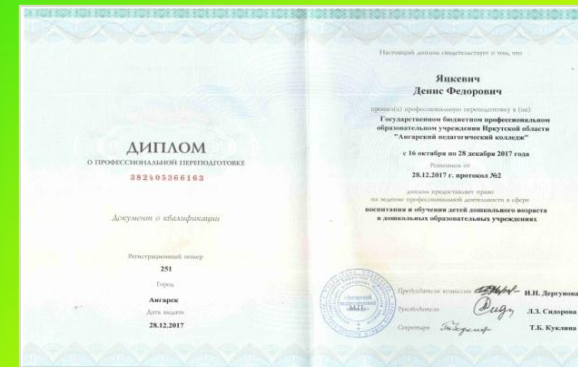 ДИПЛОМ
О ПРОФЕССИОНАЛЬНОЙ ПЕРЕПОДГОТОВКЕ
382405366163
Документ о квалификации
Регистрационный номер
251
Город
Ангарск
Дата выдачи
28.12.2017
Настоящий диплом свидетельствует о том, что
Яцкевич
Денис Федорович
прошел(а) профессиональную переподготовку в (на)
Государственном бюджетном профессиональном
образовательном учреждении Иркутской области
"Ангарский педагогический колледж"
с 16 октября по 28 декабря 2017 года
Решением от
28.12.2017 г. протокол №2
диплом предоставляет право
на ведение профессиональной деятельности в сфере
воспитания и обучения детей дошкольного возраста
в дошкольных образовательных учреждениях
Председатель комиссии И.Н. Дергунова
М.П.
Руководитель Л.З. Сидорова
Секретарь Т.Б. Куклина